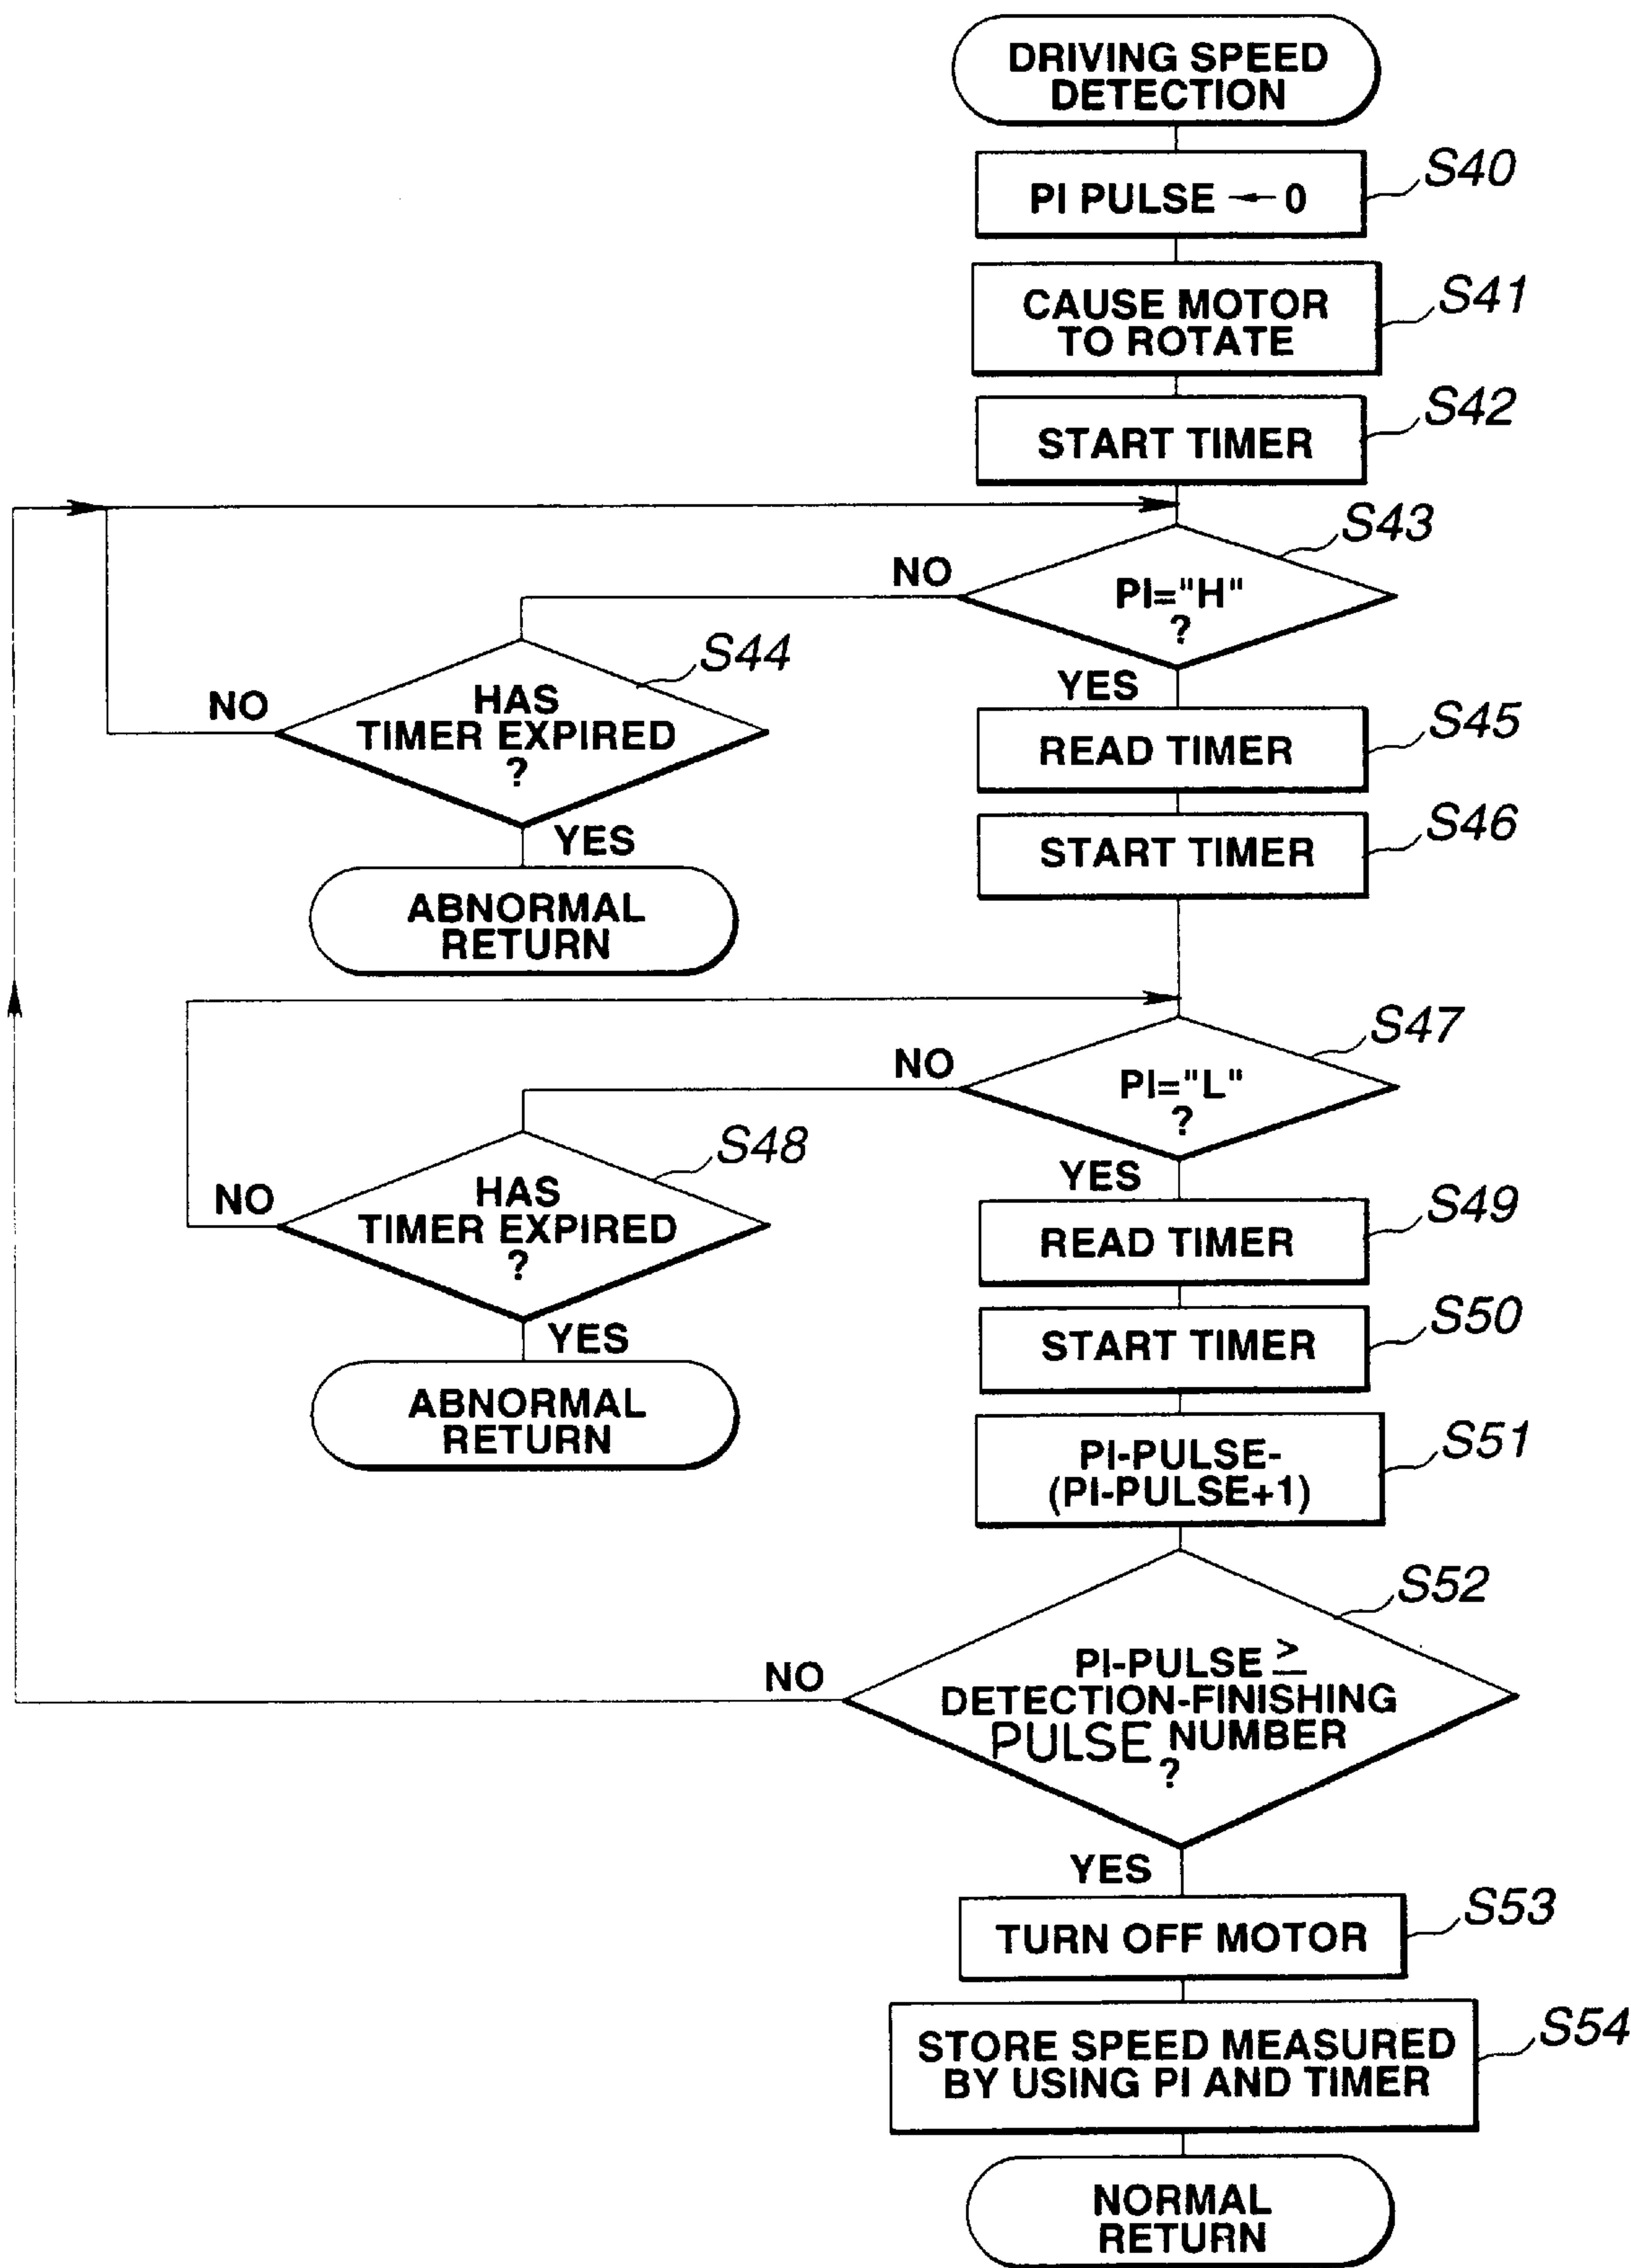 DRIVING SPEED
DETECTION
S40
PI PULSE ← 0
S41
CAUSE MOTOR
TO ROTATE
S42
START TIMER
S43
NO
PI="H"
?
S44
YES
NO
HAS
TIMER EXPIRED
?
S45
READ TIMER
YES
S46
START TIMER
ABNORMAL
RETURN
S47
NO
PI="L"
?
S48
YES
NO
HAS
TIMER EXPIRED
?
S49
READ TIMER
YES
S50
START TIMER
ABNORMAL
RETURN
S51
PI-PULSE-
(PI-PULSE+1)
S52
NO
PI-PULSE ≥
DETECTION-FINISHING
PULSE NUMBER
?
YES
S53
TURN OFF MOTOR
S54
STORE SPEED MEASURED
BY USING PI AND TIMER
NORMAL
RETURN